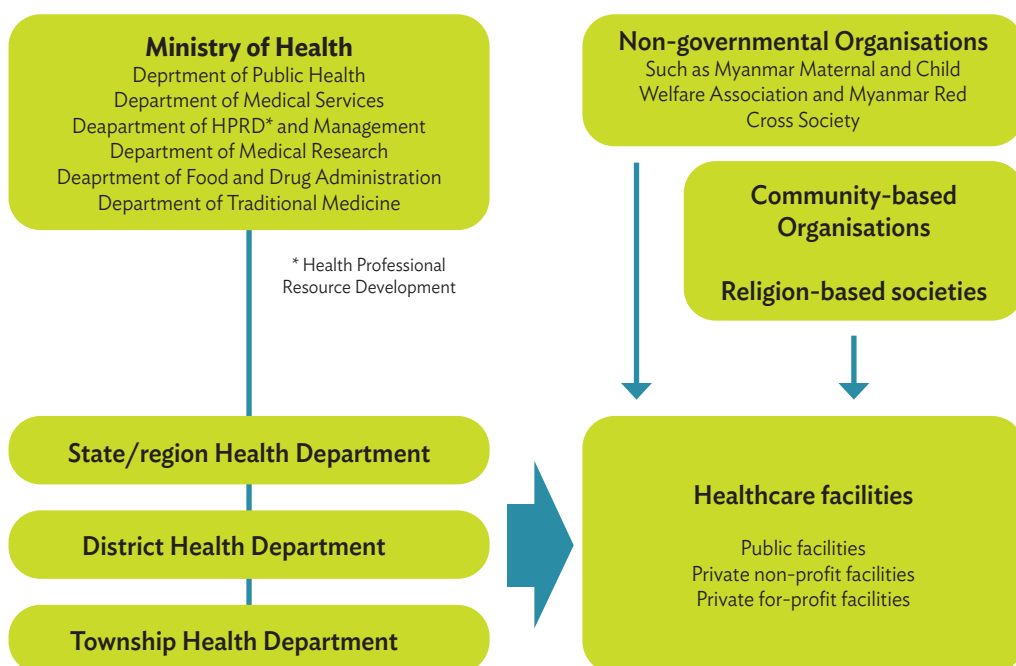 Ministry of Health
Deprtment of Public Health
Department of Medical Services
Deapartment of HPRD* and Management
Department of Medical Research
Deaprtment of Food and Drug Administration
Department of Traditional Medicine
* Health Professional
Resource Development
State/region Health Department
District Health Department
Township Health Department
Non-governmental Organisations
Such as Myanmar Maternal and Child
Welfare Association and Myanmar Red
Cross Society
Community-based
Organisations
Religion-based societies
Healthcare facilities
Public facilities
Private non-profit facilities
Private for-profit facilities